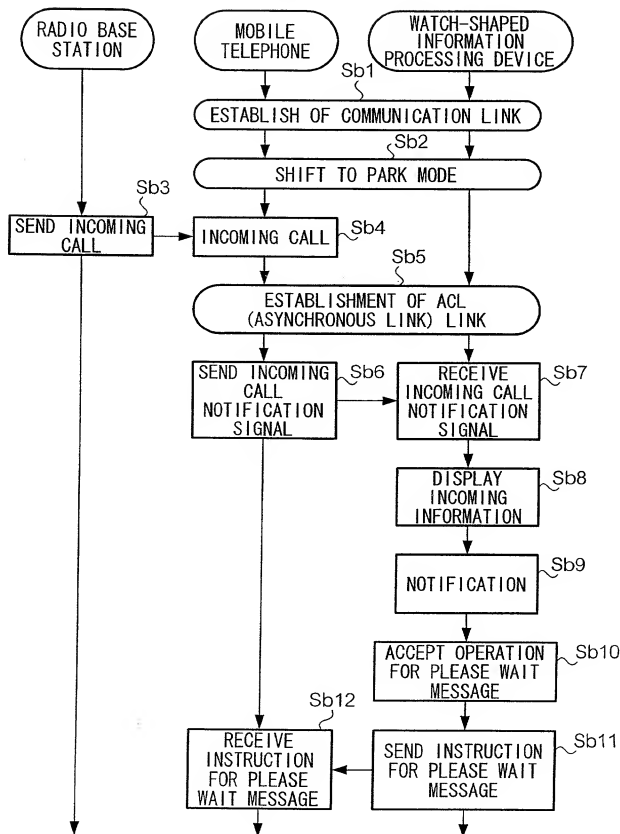 RADIO BASE
STATION
MOBILE
TELEPHONE
WATCH-SHAPED
INFORMATION
PROCESSING DEVICE
Sb1
ESTABLISH OF COMMUNICATION LINK
Sb2
SHIFT TO PARK MODE
Sb3
SEND INCOMING
CALL
INCOMING CALL
Sb4
Sb5
ESTABLISHMENT OF ACL
(ASYNCHRONOUS LINK) LINK
SEND INCOMING
CALL
NOTIFICATION
SIGNAL
Sb6
RECEIVE
INCOMING CALL
NOTIFICATION
SIGNAL
Sb7
DISPLAY
INCOMING
INFORMATION
Sb8
NOTIFICATION
Sb9
ACCEPT OPERATION
FOR PLEASE WAIT
MESSAGE
Sb10
Sb12
RECEIVE
INSTRUCTION
FOR PLEASE
WAIT MESSAGE
SEND INSTRUCTION
FOR PLEASE WAIT
MESSAGE
Sb11